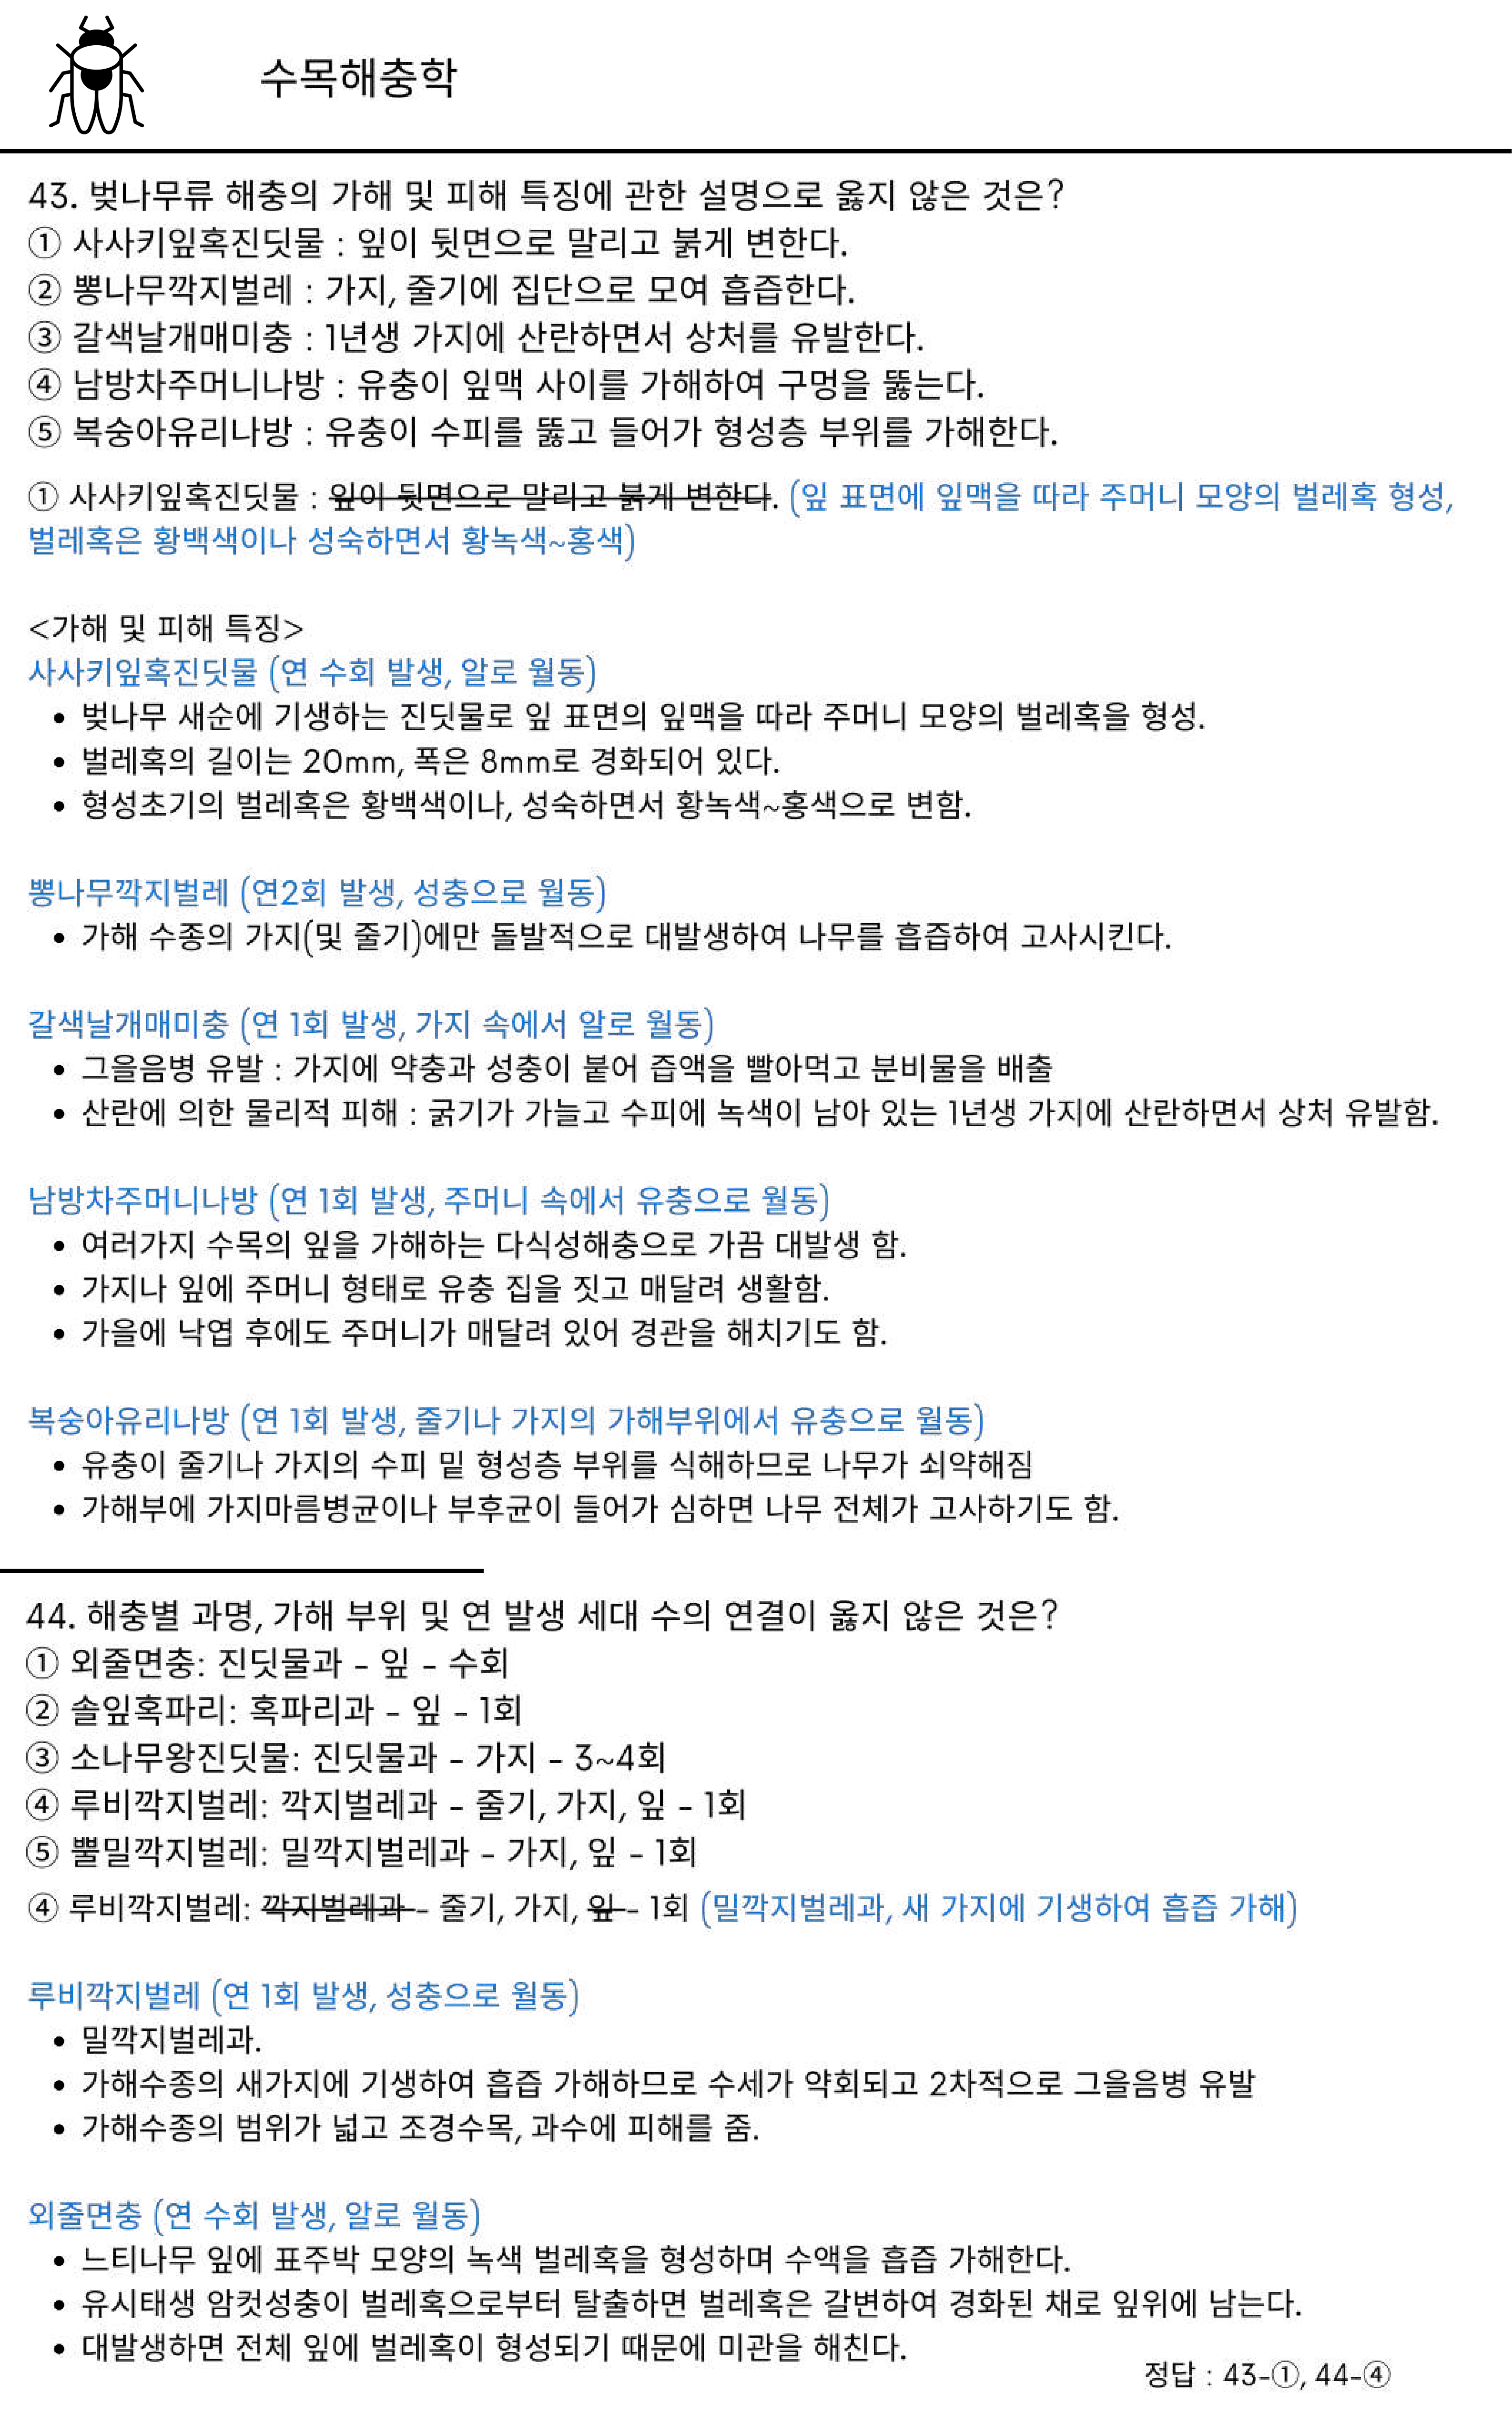 수목해충학
43. 벚나무류 해충의 가해 및 피해 특징에 관한 설명으로 옳지 않은 것은?
① 사사키잎혹진딧물 : 잎이 뒷면으로 말리고 붉게 변한다.
② 뽕나무깍지벌레 : 가지, 줄기에 집단으로 모여 흡즙한다.
③ 갈색날개매미충 : 1년생 가지에 산란하면서 상처를 유발한다.
④ 남방차주머니나방 : 유충이 잎맥 사이를 가해하여 구멍을 뚫는다.
⑤ 복숭아유리나방 : 유충이 수피를 뚫고 들어가 형성층 부위를 가해한다.
① 사사키잎혹진딧물 : 잎이 뒷면으로 말리고 붉게 변한다. (잎 표면에 잎맥을 따라 주머니 모양의 벌레혹 형성,
벌레혹은 황백색이나 성숙하면서 황녹색~홍색)
<가해 및 피해 특징>
사사키잎혹진딧물 (연 수회 발생, 알로 월동)
• 벚나무 새순에 기생하는 진딧물로 잎 표면의 잎맥을 따라 주머니 모양의 벌레혹을 형성.
• 벌레혹의 길이는 20mm, 폭은 8mm로 경화되어 있다.
• 형성초기의 벌레혹은 황백색이나, 성숙하면서 황녹색~홍색으로 변함.
뽕나무깍지벌레 (연2회 발생, 성충으로 월동)
• 가해 수종의 가지(및 줄기)에만 돌발적으로 대발생하여 나무를 흡즙하여 고사시킨다.
갈색날개매미충 (연 1회 발생, 가지 속에서 알로 월동)
• 그을음병 유발 : 가지에 약충과 성충이 붙어 즙액을 빨아먹고 분비물을 배출
• 산란에 의한 물리적 피해 : 굵기가 가늘고 수피에 녹색이 남아 있는 1년생 가지에 산란하면서 상처 유발함.
남방차주머니나방 (연 1회 발생, 주머니 속에서 유충으로 월동)
• 여러가지 수목의 잎을 가해하는 다식성해충으로 가끔 대발생 함.
• 가지나 잎에 주머니 형태로 유충 집을 짓고 매달려 생활함.
• 가을에 낙엽 후에도 주머니가 매달려 있어 경관을 해치기도 함.
복숭아유리나방 (연 1회 발생, 줄기나 가지의 가해부위에서 유충으로 월동)
• 유충이 줄기나 가지의 수피 밑 형성층 부위를 식해하므로 나무가 쇠약해짐
• 가해부에 가지마름병균이나 부후균이 들어가 심하면 나무 전체가 고사하기도 함.
44. 해충별 과명, 가해 부위 및 연 발생 세대 수의 연결이 옳지 않은 것은?
① 외줄면충: 진딧물과 - 잎 - 수회
② 솔잎혹파리: 혹파리과 - 잎 - 1회
③ 소나무왕진딧물: 진딧물과 - 가지 - 3~4회
④ 루비깍지벌레: 깍지벌레과 - 줄기, 가지, 잎 - 1회
⑤ 뿔밀깍지벌레: 밀깍지벌레과 - 가지, 잎 - 1회
④ 루비깍지벌레: 깍지벌레과 - 줄기, 가지, 잎 - 1회 (밀깍지벌레과, 새 가지에 기생하여 흡즙 가해)
루비깍지벌레 (연 1회 발생, 성충으로 월동)
• 밀깍지벌레과.
• 가해수종의 새가지에 기생하여 흡즙 가해하므로 수세가 약회되고 2차적으로 그을음병 유발
• 가해수종의 범위가 넓고 조경수목, 과수에 피해를 줌.
외줄면충 (연 수회 발생, 알로 월동)
• 느티나무 잎에 표주박 모양의 녹색 벌레혹을 형성하며 수액을 흡즙 가해한다.
• 유시태생 암컷성충이 벌레혹으로부터 탈출하면 벌레혹은 갈변하여 경화된 채로 잎위에 남는다.
• 대발생하면 전체 잎에 벌레혹이 형성되기 때문에 미관을 해친다.
정답 : 43-①, 44-④